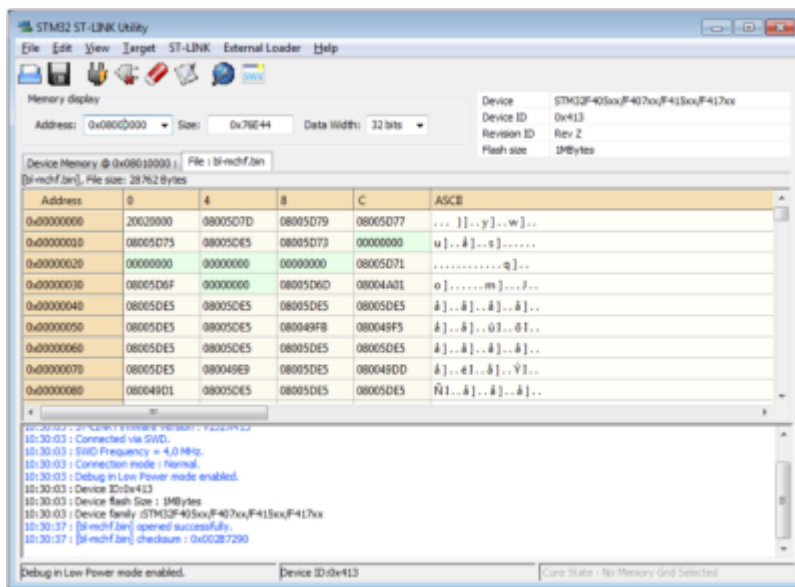 STM32 ST-LINK Utility
File Edit View Target ST-LINK External Loader Help
Memory display
Address: 0x08000000 Size: 0x76E44 Data Width: 32 bits
Device STM32F405xx/F407xx/F415xx/F417xx
Device ID 0x413
Revision ID Rev Z
Flash size 1MBytes
Device Memory @ 0x08010000 : File : bl-mchf.bin
[bl-mchf.bin], File size: 28762 Bytes
Address 0 4 8 C ASCII
0x00000000 20020000 08005D7D 08005D79 08005D77 ... }]..y]..w]..
0x00000010 08005D75 08005DE5 08005D73 00000000 u]..å]..s]......
0x00000020 00000000 00000000 00000000 08005D71 ............q]..
0x00000030 08005D6F 00000000 08005D6D 08004A01 o]......m]...J..
0x00000040 08005DE5 08005DE5 08005DE5 08005DE5 å]..å]..å]..å]..
0x00000050 08005DE5 08005DE5 080049FB 080049F5 å]..å]..ûI..õI..
0x00000060 08005DE5 08005DE5 08005DE5 08005DE5 å]..å]..å]..å]..
0x00000070 08005DE5 080049E9 08005DE5 080049DD å]..éI..å]..ÝI..
0x00000080 080049D1 08005DE5 08005DE5 08005DE5 ÑI..å]..å]..å]..
10:30:03 : Connected via SWD.
10:30:03 : SWD Frequency = 4,0 MHz.
10:30:03 : Connection mode : Normal.
10:30:03 : Debug in Low Power mode enabled.
10:30:03 : Device ID:0x413
10:30:03 : Device flash Size : 1MBytes
10:30:03 : Device family :STM32F405xx/F407xx/F415xx/F417xx
10:30:37 : [bl-mchf.bin] opened successfully.
10:30:37 : [bl-mchf.bin] checksum : 0x002B7290
Debug in Low Power mode enabled. Device ID:0x413 Core State : No Memory Grid Selected